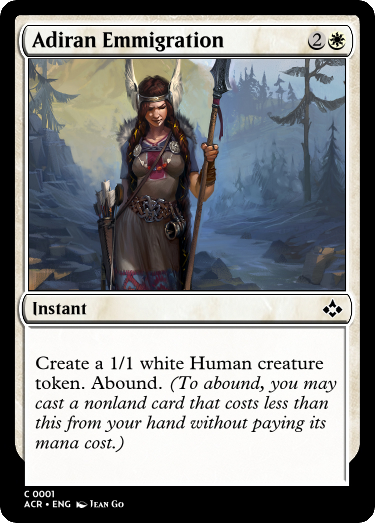 Adiran Emmigration 2
Instant
Create a 1/1 white Human creature
token. Abound. (To abound, you may
cast a nonland card that costs less than
this from your hand without paying its
mana cost.)
C 0001
ACR • ENG Jean Go